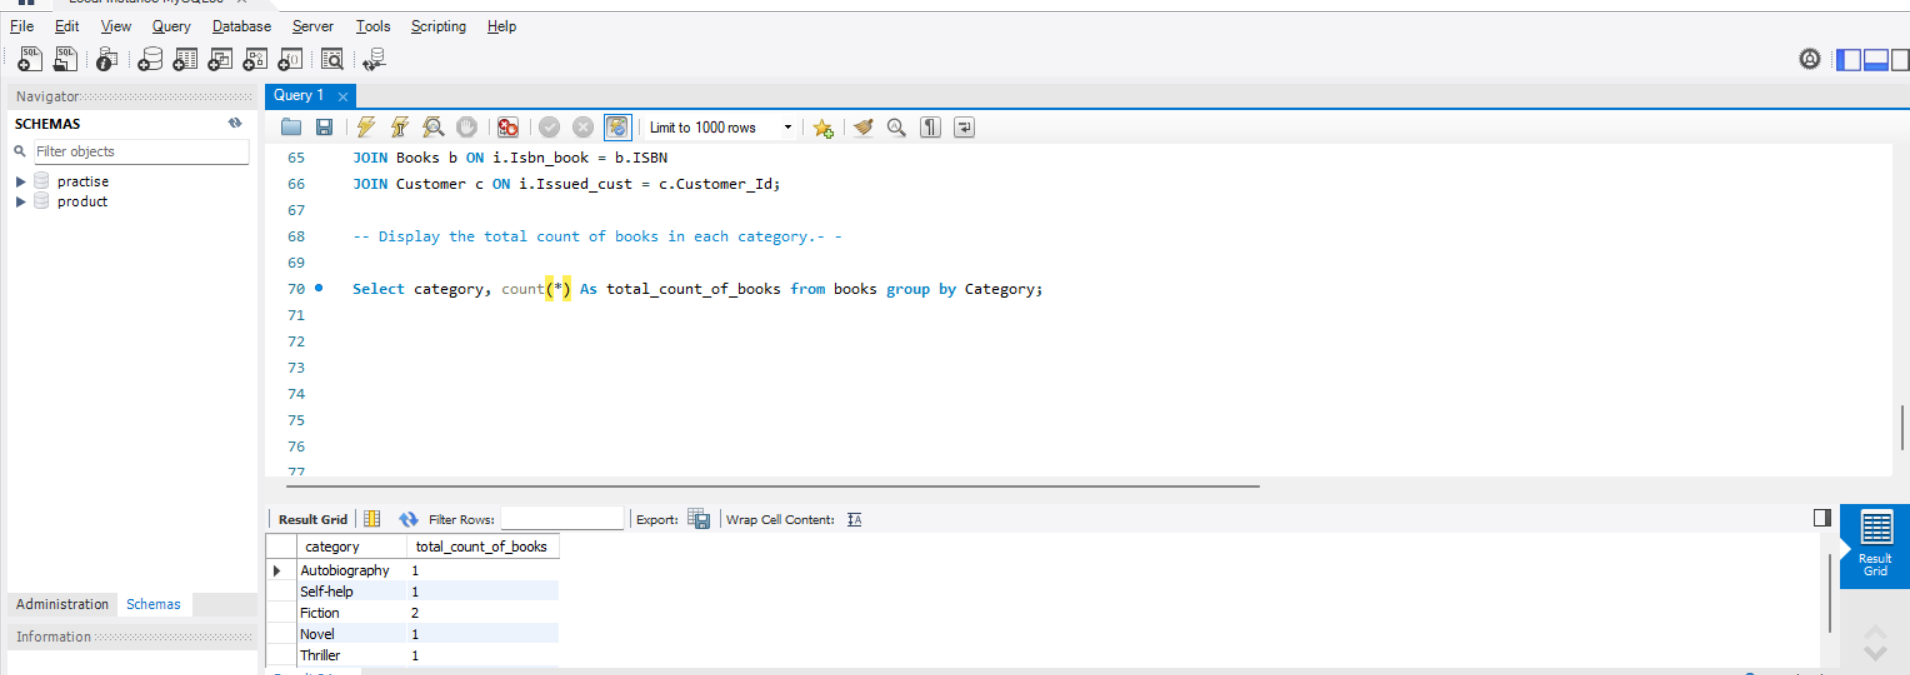 File Edit View Query Database Server Tools Scripting Help
Navigator
Query 1
SCHEMAS
Limit to 1000 rows
Filter objects
practise
product
65 JOIN Books b ON i.Isbn_book = b.ISBN
66 JOIN Customer c ON i.Issued_cust = c.Customer_Id;
67
68 -- Display the total count of books in each category.- -
69
70 Select category, count(*) As total_count_of_books from books group by Category;
71
72
73
74
75
76
77
Result Grid Filter Rows: Export: Wrap Cell Content:
category total_count_of_books
Autobiography 1
Self-help 1
Fiction 2
Novel 1
Thriller 1
Result
Grid
Administration Schemas
Information